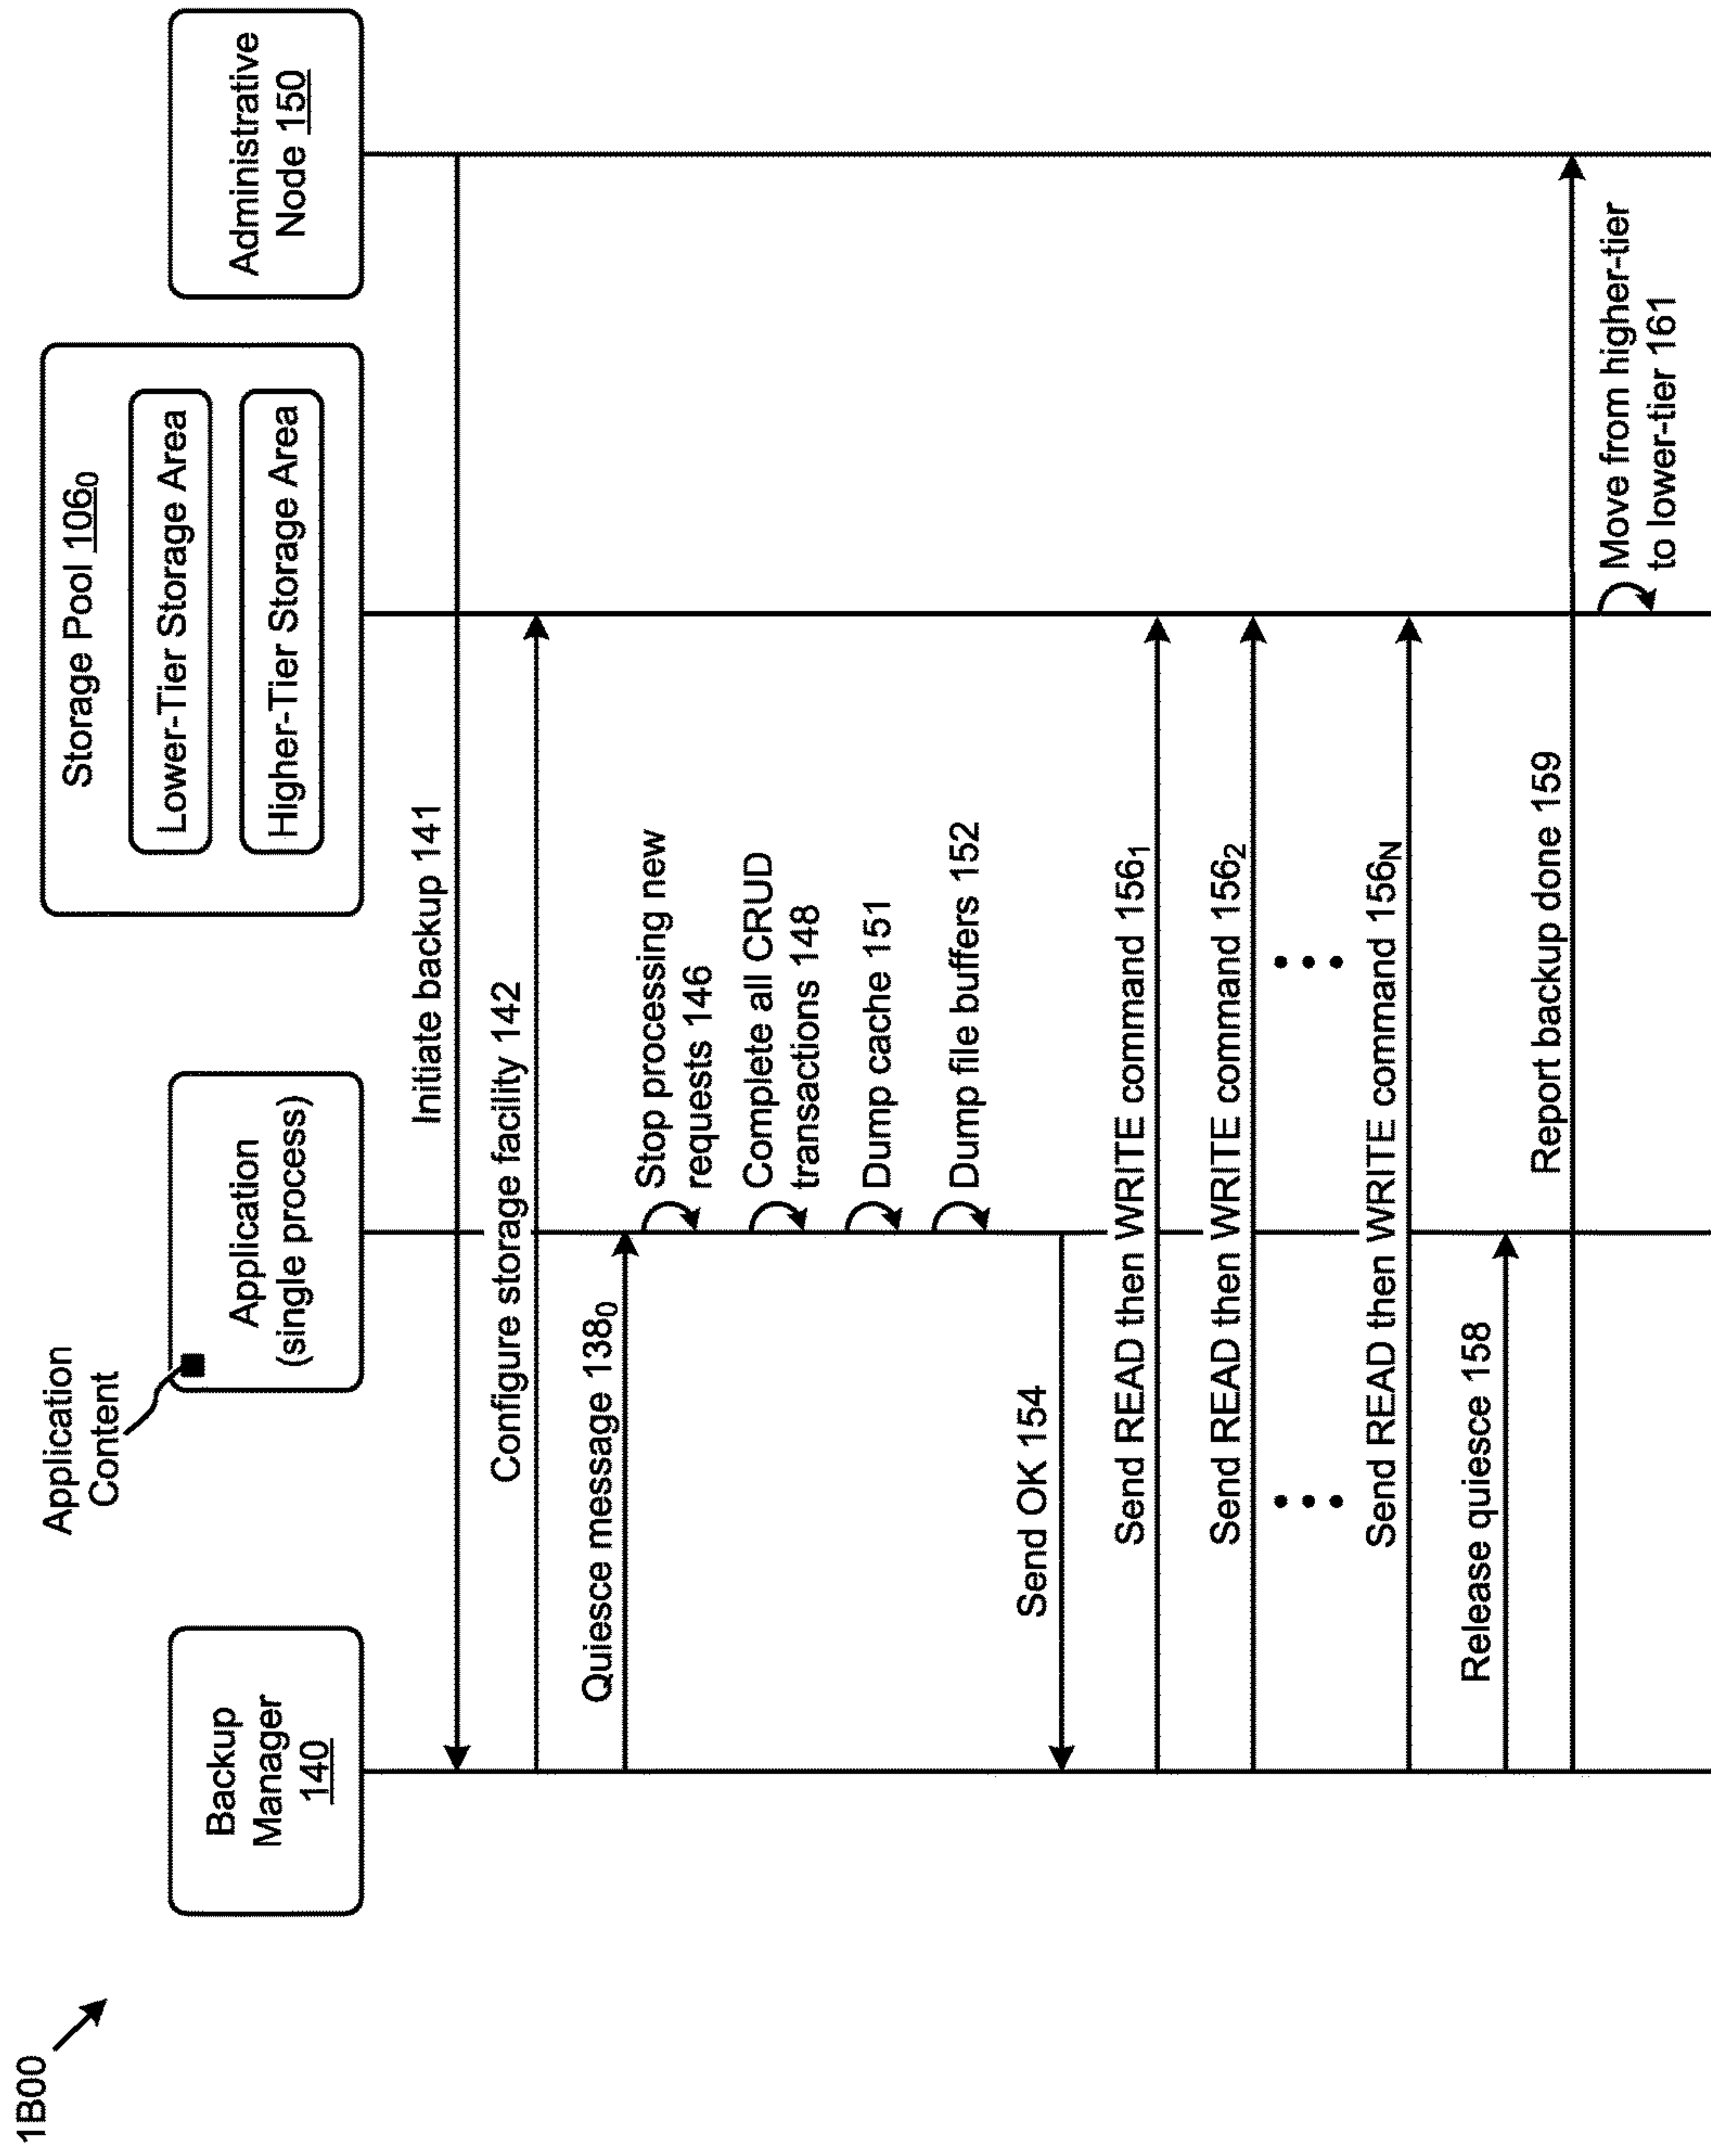 1B00
Application
Content
Backup
Manager
140
Application
(single process)
Storage Pool 106₀
Lower-Tier Storage Area
Higher-Tier Storage Area
Administrative
Node 150
Initiate backup 141
Configure storage facility 142
Quiesce message 138₀
Stop processing new
requests 146
Complete all CRUD
transactions 148
Dump cache 151
Dump file buffers 152
Send OK 154
Send READ then WRITE command 156₁
Send READ then WRITE command 156₂
Send READ then WRITE command 156N
Release quiesce 158
Report backup done 159
Move from higher-tier
to lower-tier 161